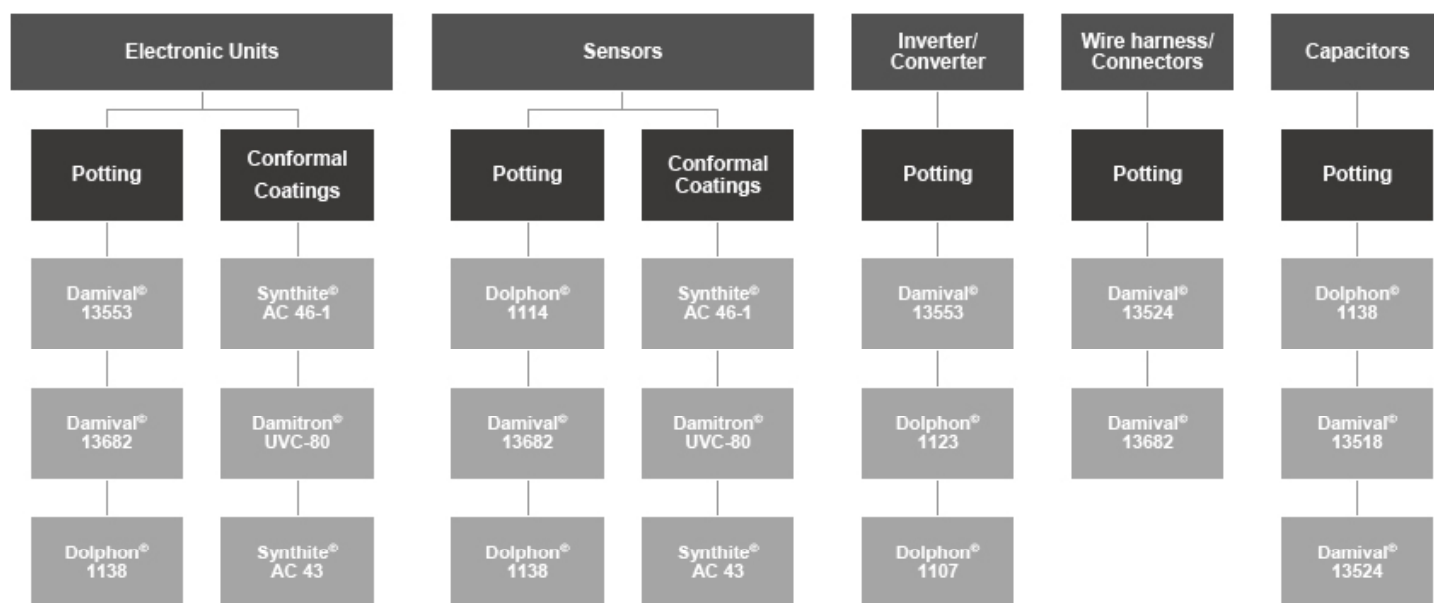 Electronic Units
Potting
Conformal
Coatings
Damival©
13553
Synthite©
AC 46-1
Damival©
13682
Damitron©
UVC-80
Dolphon©
1138
Synthite©
AC 43
Sensors
Potting
Conformal
Coatings
Dolphon©
1114
Synthite©
AC 46-1
Damival©
13682
Damitron©
UVC-80
Dolphon©
1138
Synthite©
AC 43
Inverter/
Converter
Potting
Damival©
13553
Dolphon©
1123
Dolphon©
1107
Wire harness/
Connectors
Potting
Damival©
13524
Damival©
13682
Capacitors
Potting
Dolphon©
1138
Damival©
13518
Damival©
13524